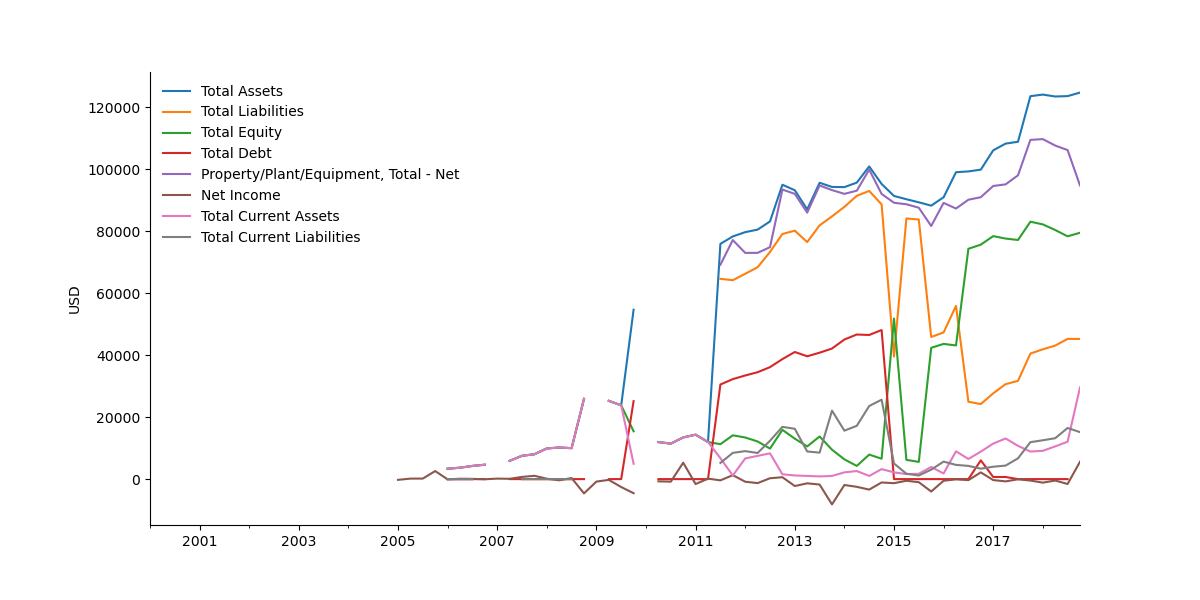 Total Assets
Total Liabilities
Total Equity
Total Debt
Property/Plant/Equipment, Total - Net
Net Income
Total Current Assets
Total Current Liabilities
USD
120000
100000
80000
60000
40000
20000
0
2001 2003 2005 2007 2009 2011 2013 2015 2017